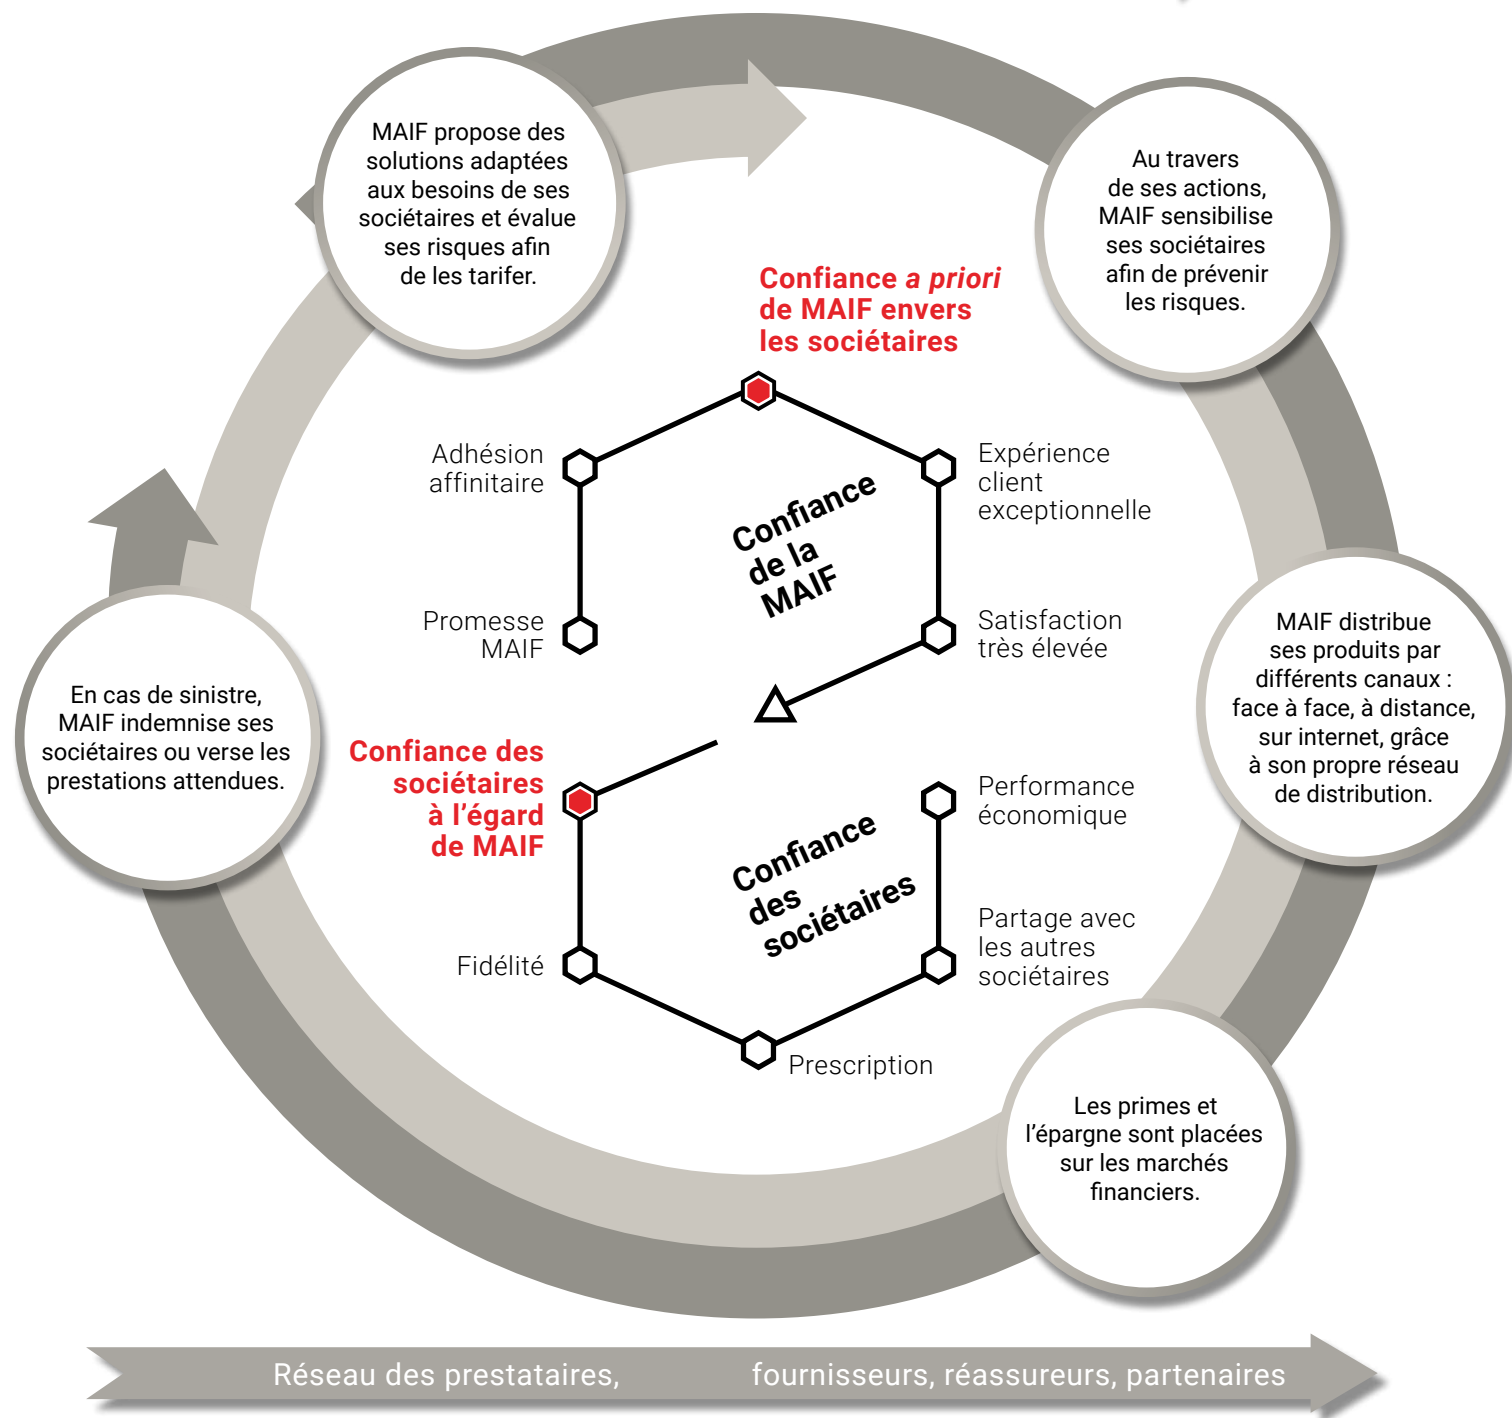 MAIF propose des
solutions adaptées
aux besoins de ses
sociétaires et évalue
ses risques afin
de les tarifer.
Au travers
de ses actions,
MAIF sensibilise
ses sociétaires
afin de prévenir
les risques.
Confiance a priori
de MAIF envers
les sociétaires
Adhésion
affinitaire
Expérience
client
exceptionnelle
Confiance
de la
MAIF
Promesse
MAIF
Satisfaction
très élevée
MAIF distribue
ses produits par
différents canaux :
face à face, à distance,
sur internet, grâce
à son propre réseau
de distribution.
En cas de sinistre,
MAIF indemnise ses
sociétaires ou verse les
prestations attendues.
Confiance des
sociétaires
à l'égard
de MAIF
Performance
économique
Confiance
des
sociétaires
Partage avec
les autres
sociétaires
Fidélité
Prescription
Les primes et
l'épargne sont placées
sur les marchés
financiers.
Réseau des prestataires, fournisseurs, réassureurs, partenaires